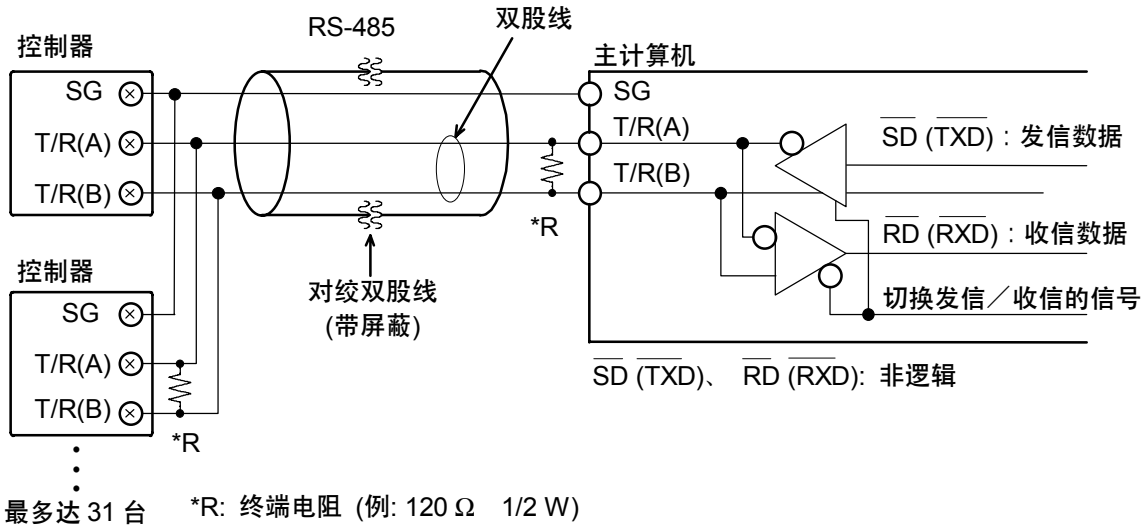 RS-485
双股线
控制器
主计算机
SG
SG
T/R(A)
T/R(A)
SD (TXD) : 发信数据
T/R(B)
T/R(B)
*R
RD (RXD) : 收信数据
控制器
对绞双股线
(带屏蔽)
切换发信／收信的信号
SG
T/R(A)
SD (TXD)、 RD (RXD): 非逻辑
T/R(B)
*R
最多达 31 台
*R: 终端电阻 (例: 120 Ω 1/2 W)